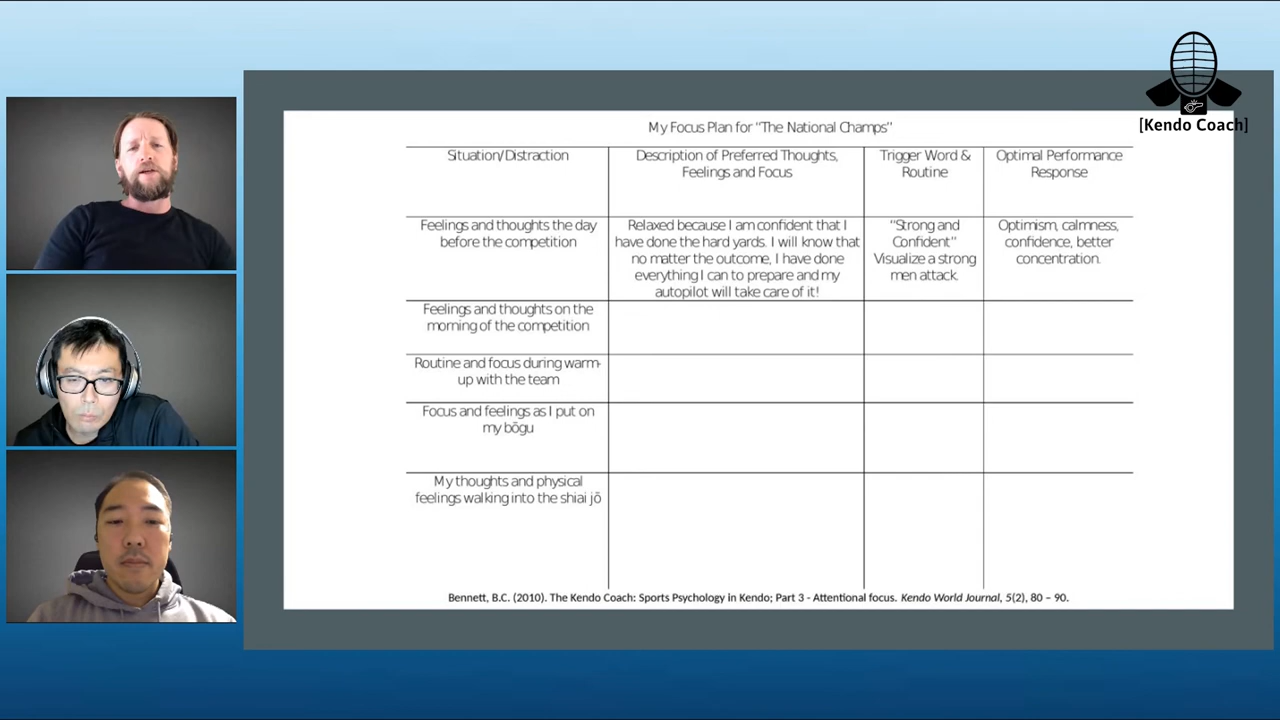 [Kendo Coach]
My Focus Plan for "The National Champs"
Situation/Distraction
Description of Preferred Thoughts,
Feelings and Focus
Trigger Word &
Routine
Optimal Performance
Response
Feelings and thoughts the day
before the competition
Relaxed because I am confident that I
have done the hard yards. I will know that
no matter the outcome, I have done
everything I can to prepare and my
autopilot will take care of it!
"Strong and
Confident"
Visualize a strong
men attack.
Optimism, calmness,
confidence, better
concentration.
Feelings and thoughts on the
morning of the competition
Routine and focus during warm-
up with the team
Focus and feelings as I put on
my bōgu
My thoughts and physical
feelings walking into the shiai jō
Bennett, B.C. (2010). The Kendo Coach: Sports Psychology in Kendo; Part 3 - Attentional focus. Kendo World Journal, 5(2), 80 – 90.